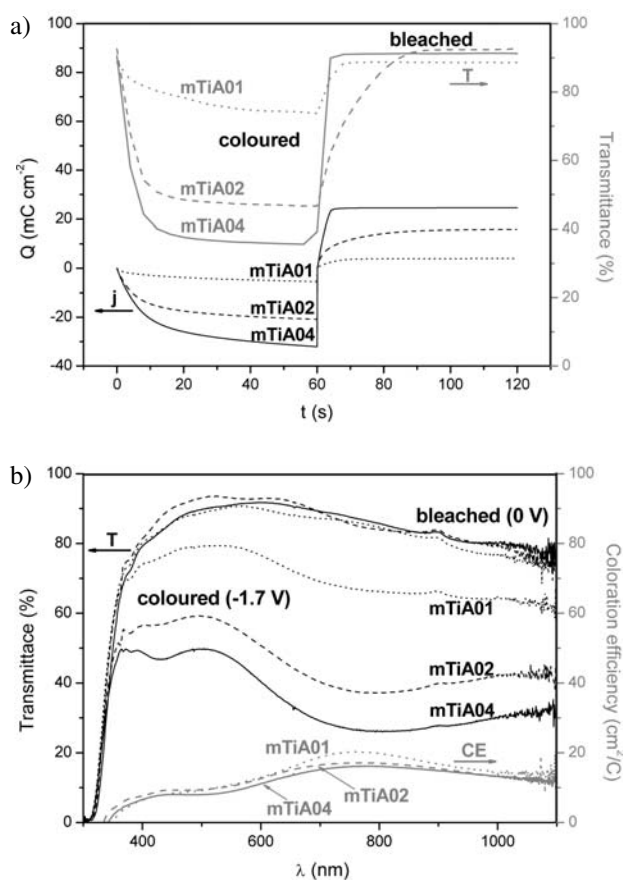 a)
100
100
bleached
80
mTiA01
T
80
60
coloured
40
mTiA02
60
20
mTiA04
40
0
mTiA01
-20
j
mTiA02
20
mTiA04
-40
0
0 20 40 60 80 100 120
t (s)
Q (mC cm⁻²)
Transmittance (%)
b)
100
100
bleached (0 V)
T
80
80
coloured (-1.7 V)
mTiA01
60
60
mTiA02
40
40
mTiA04
20
mTiA01
CE
20
mTiA02
mTiA04
0
0
400 600 800 1000
λ (nm)
Transmittace (%)
Coloration efficiency (cm²/C)